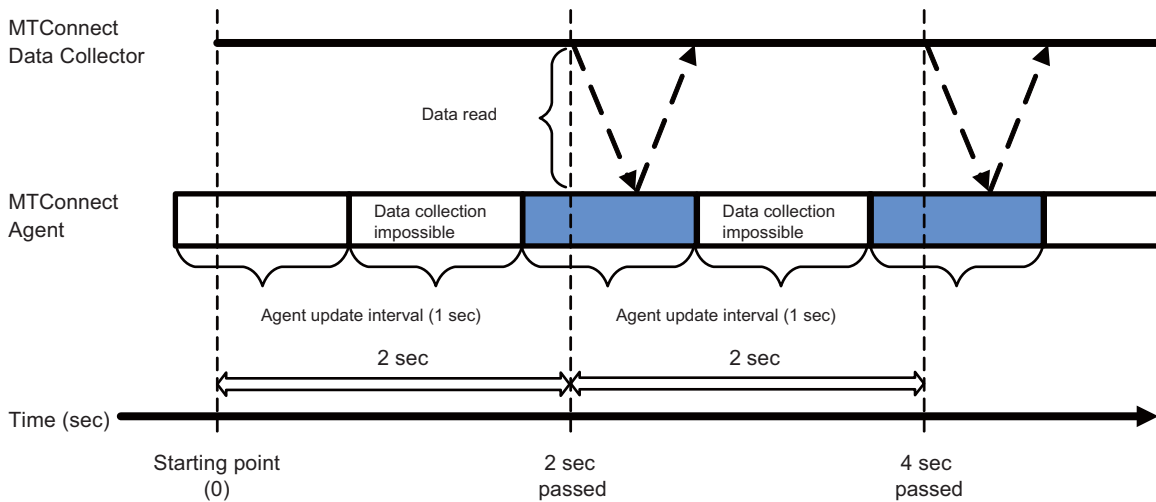 MTConnect
Data Collector
Data read
MTConnect
Agent
Data collection
impossible
Data collection
impossible
Agent update interval (1 sec)
Agent update interval (1 sec)
2 sec
2 sec
Time (sec)
Starting point
(0)
2 sec
passed
4 sec
passed